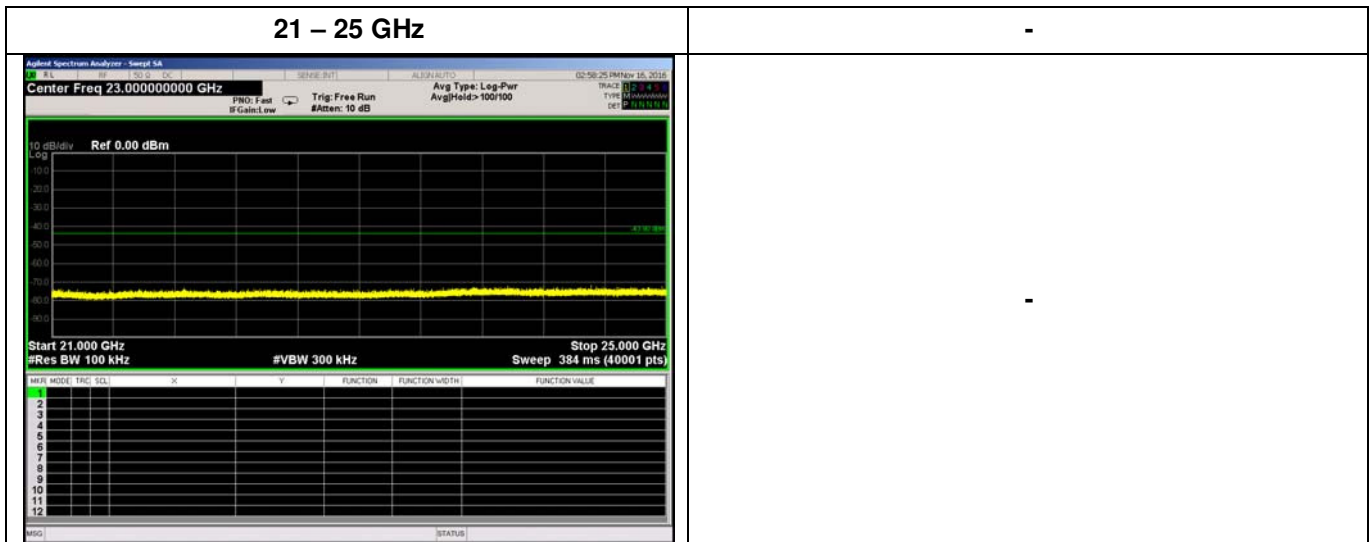 21 – 25 GHz
-
Agilent Spectrum Analyzer - Swept SA
RL RF 50 Ω DC SENSE:INT ALIGN AUTO 02:58:25 PM Nov 16, 2016
Center Freq 23.000000000 GHz
PNO: Fast
IFGain:Low
Trig: Free Run
#Atten: 10 dB
Avg Type: Log-Pwr
Avg|Hold:>100/100
TRACE 1 2 3 4 5 6
TYPE M
DET P N N N N N
10 dB/div Ref 0.00 dBm
Log
-10.0
-20.0
-30.0
-40.0
-50.0
-60.0
-70.0
-80.0
-90.0
Start 21.000 GHz
Stop 25.000 GHz
#Res BW 100 kHz
#VBW 300 kHz
Sweep 384 ms (40001 pts)
MKR MODE TRC SCL X Y FUNCTION FUNCTION WIDTH FUNCTION VALUE
1
2
3
4
5
6
7
8
9
10
11
12
MSG
STATUS
-